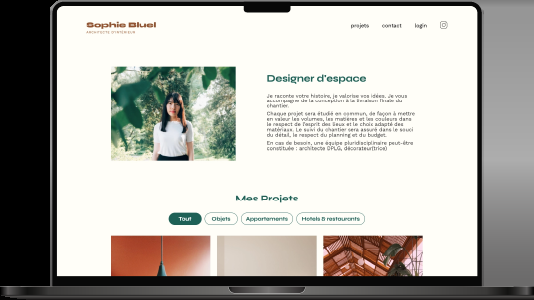 Sophie Bluel
ARCHITECTE D'INTÉRIEUR
projets
contact
login
Designer d'espace
Je raconte votre histoire, je valorise vos idées. Je vous
accompagne de la conception à la livraison finale du
chantier.
Chaque projet sera étudié en commun, de façon à mettre
en valeur les volumes, les matières et les couleurs dans
le respect de l'esprit des lieux et le choix adapté des
matériaux. Le suivi du chantier sera assuré dans le souci
du détail, le respect du planning et du budget.
En cas de besoin, une équipe pluridisciplinaire peut-être
constituée : architecte DPLG, décorateur(trice)
Mes Projets
Tout
Objets
Appartements
Hotels & restaurants